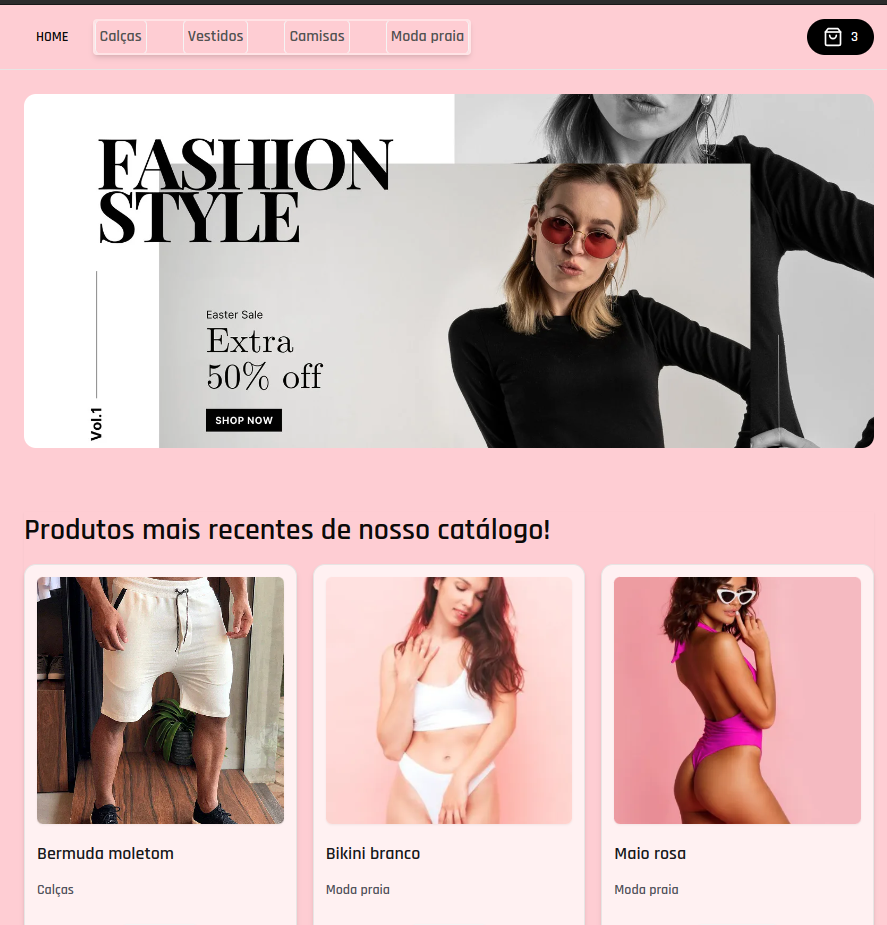 HOME Calças Vestidos Camisas Moda praia 3
FASHION
STYLE
Easter Sale
Extra
50% off
SHOP NOW
Vol.1
Produtos mais recentes de nosso catálogo!
Bermuda moletom Bikini branco Maio rosa
Calças Moda praia Moda praia